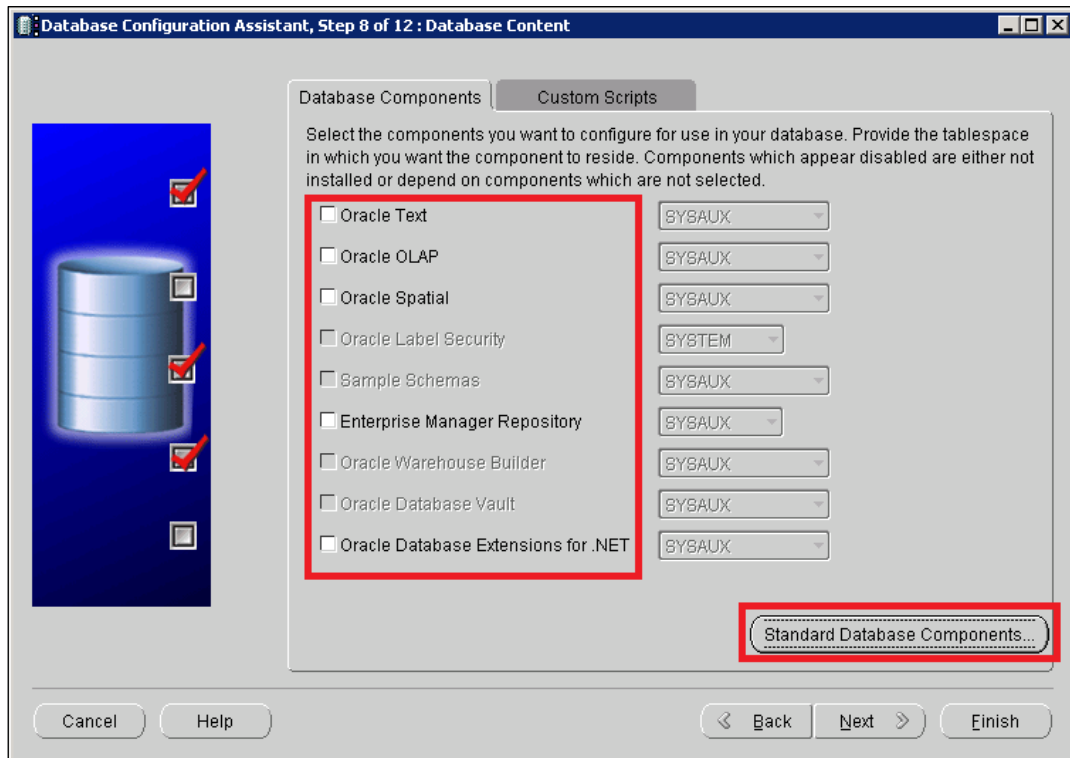 Database Configuration Assistant, Step 8 of 12 : Database Content
Database Components
Custom Scripts
Select the components you want to configure for use in your database. Provide the tablespace
in which you want the component to reside. Components which appear disabled are either not
installed or depend on components which are not selected.
Oracle Text SYSAUX
Oracle OLAP SYSAUX
Oracle Spatial SYSAUX
Oracle Label Security SYSTEM
Sample Schemas SYSAUX
Enterprise Manager Repository SYSAUX
Oracle Warehouse Builder SYSAUX
Oracle Database Vault SYSAUX
Oracle Database Extensions for .NET SYSAUX
Standard Database Components...
Cancel Help Back Next Finish